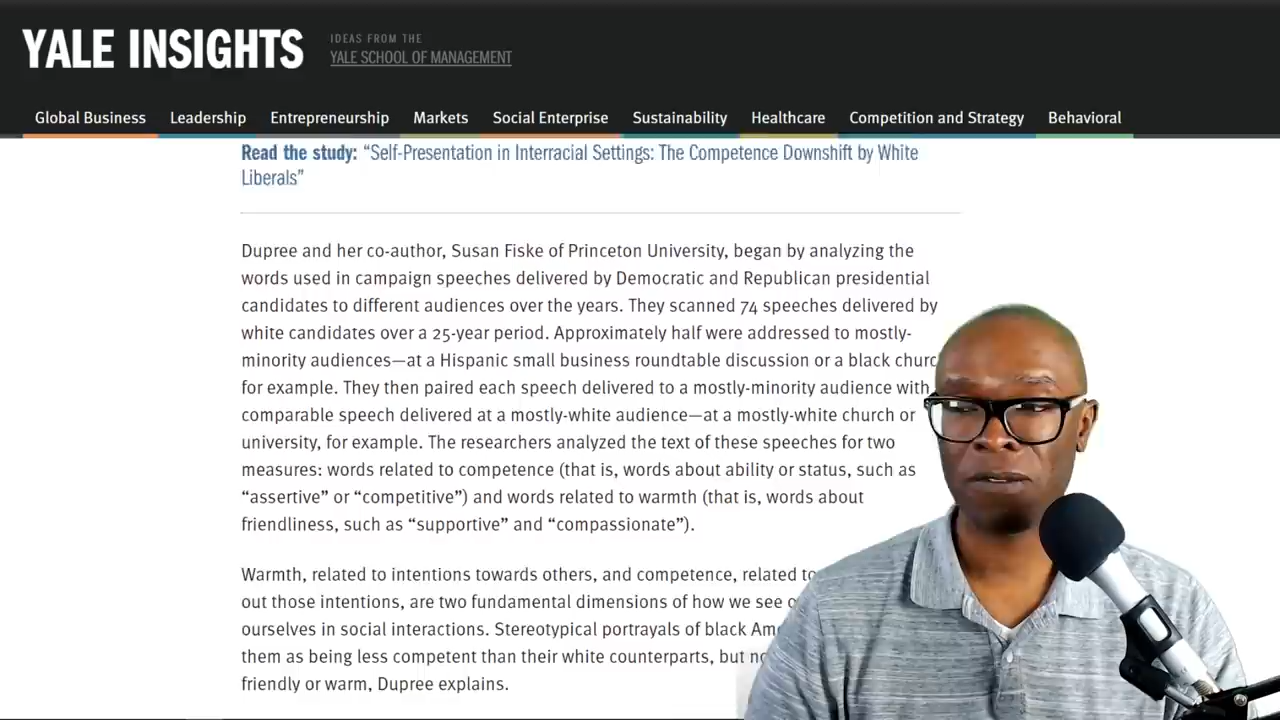 YALE INSIGHTS
IDEAS FROM THE
YALE SCHOOL OF MANAGEMENT
Global Business Leadership Entrepreneurship Markets Social Enterprise Sustainability Healthcare Competition and Strategy Behavioral
Read the study: “Self-Presentation in Interracial Settings: The Competence Downshift by White
Liberals”
Dupree and her co-author, Susan Fiske of Princeton University, began by analyzing the
words used in campaign speeches delivered by Democratic and Republican presidential
candidates to different audiences over the years. They scanned 74 speeches delivered by
white candidates over a 25-year period. Approximately half were addressed to mostly-
minority audiences—at a Hispanic small business roundtable discussion or a black
for example. They then paired each speech delivered to a mostly-minority audience with
comparable speech delivered at a mostly-white audience—at a mostly-white church or
university, for example. The researchers analyzed the text of these speeches for two
measures: words related to competence (that is, words about ability or status, such as
“assertive” or “competitive”) and words related to warmth (that is, words about
friendliness, such as “supportive” and “compassionate”).
Warmth, related to intentions towards others, and competence, related to
out those intentions, are two fundamental dimensions of how we see
ourselves in social interactions. Stereotypical portrayals of black
them as being less competent than their white counterparts, but
friendly or warm, Dupree explains.